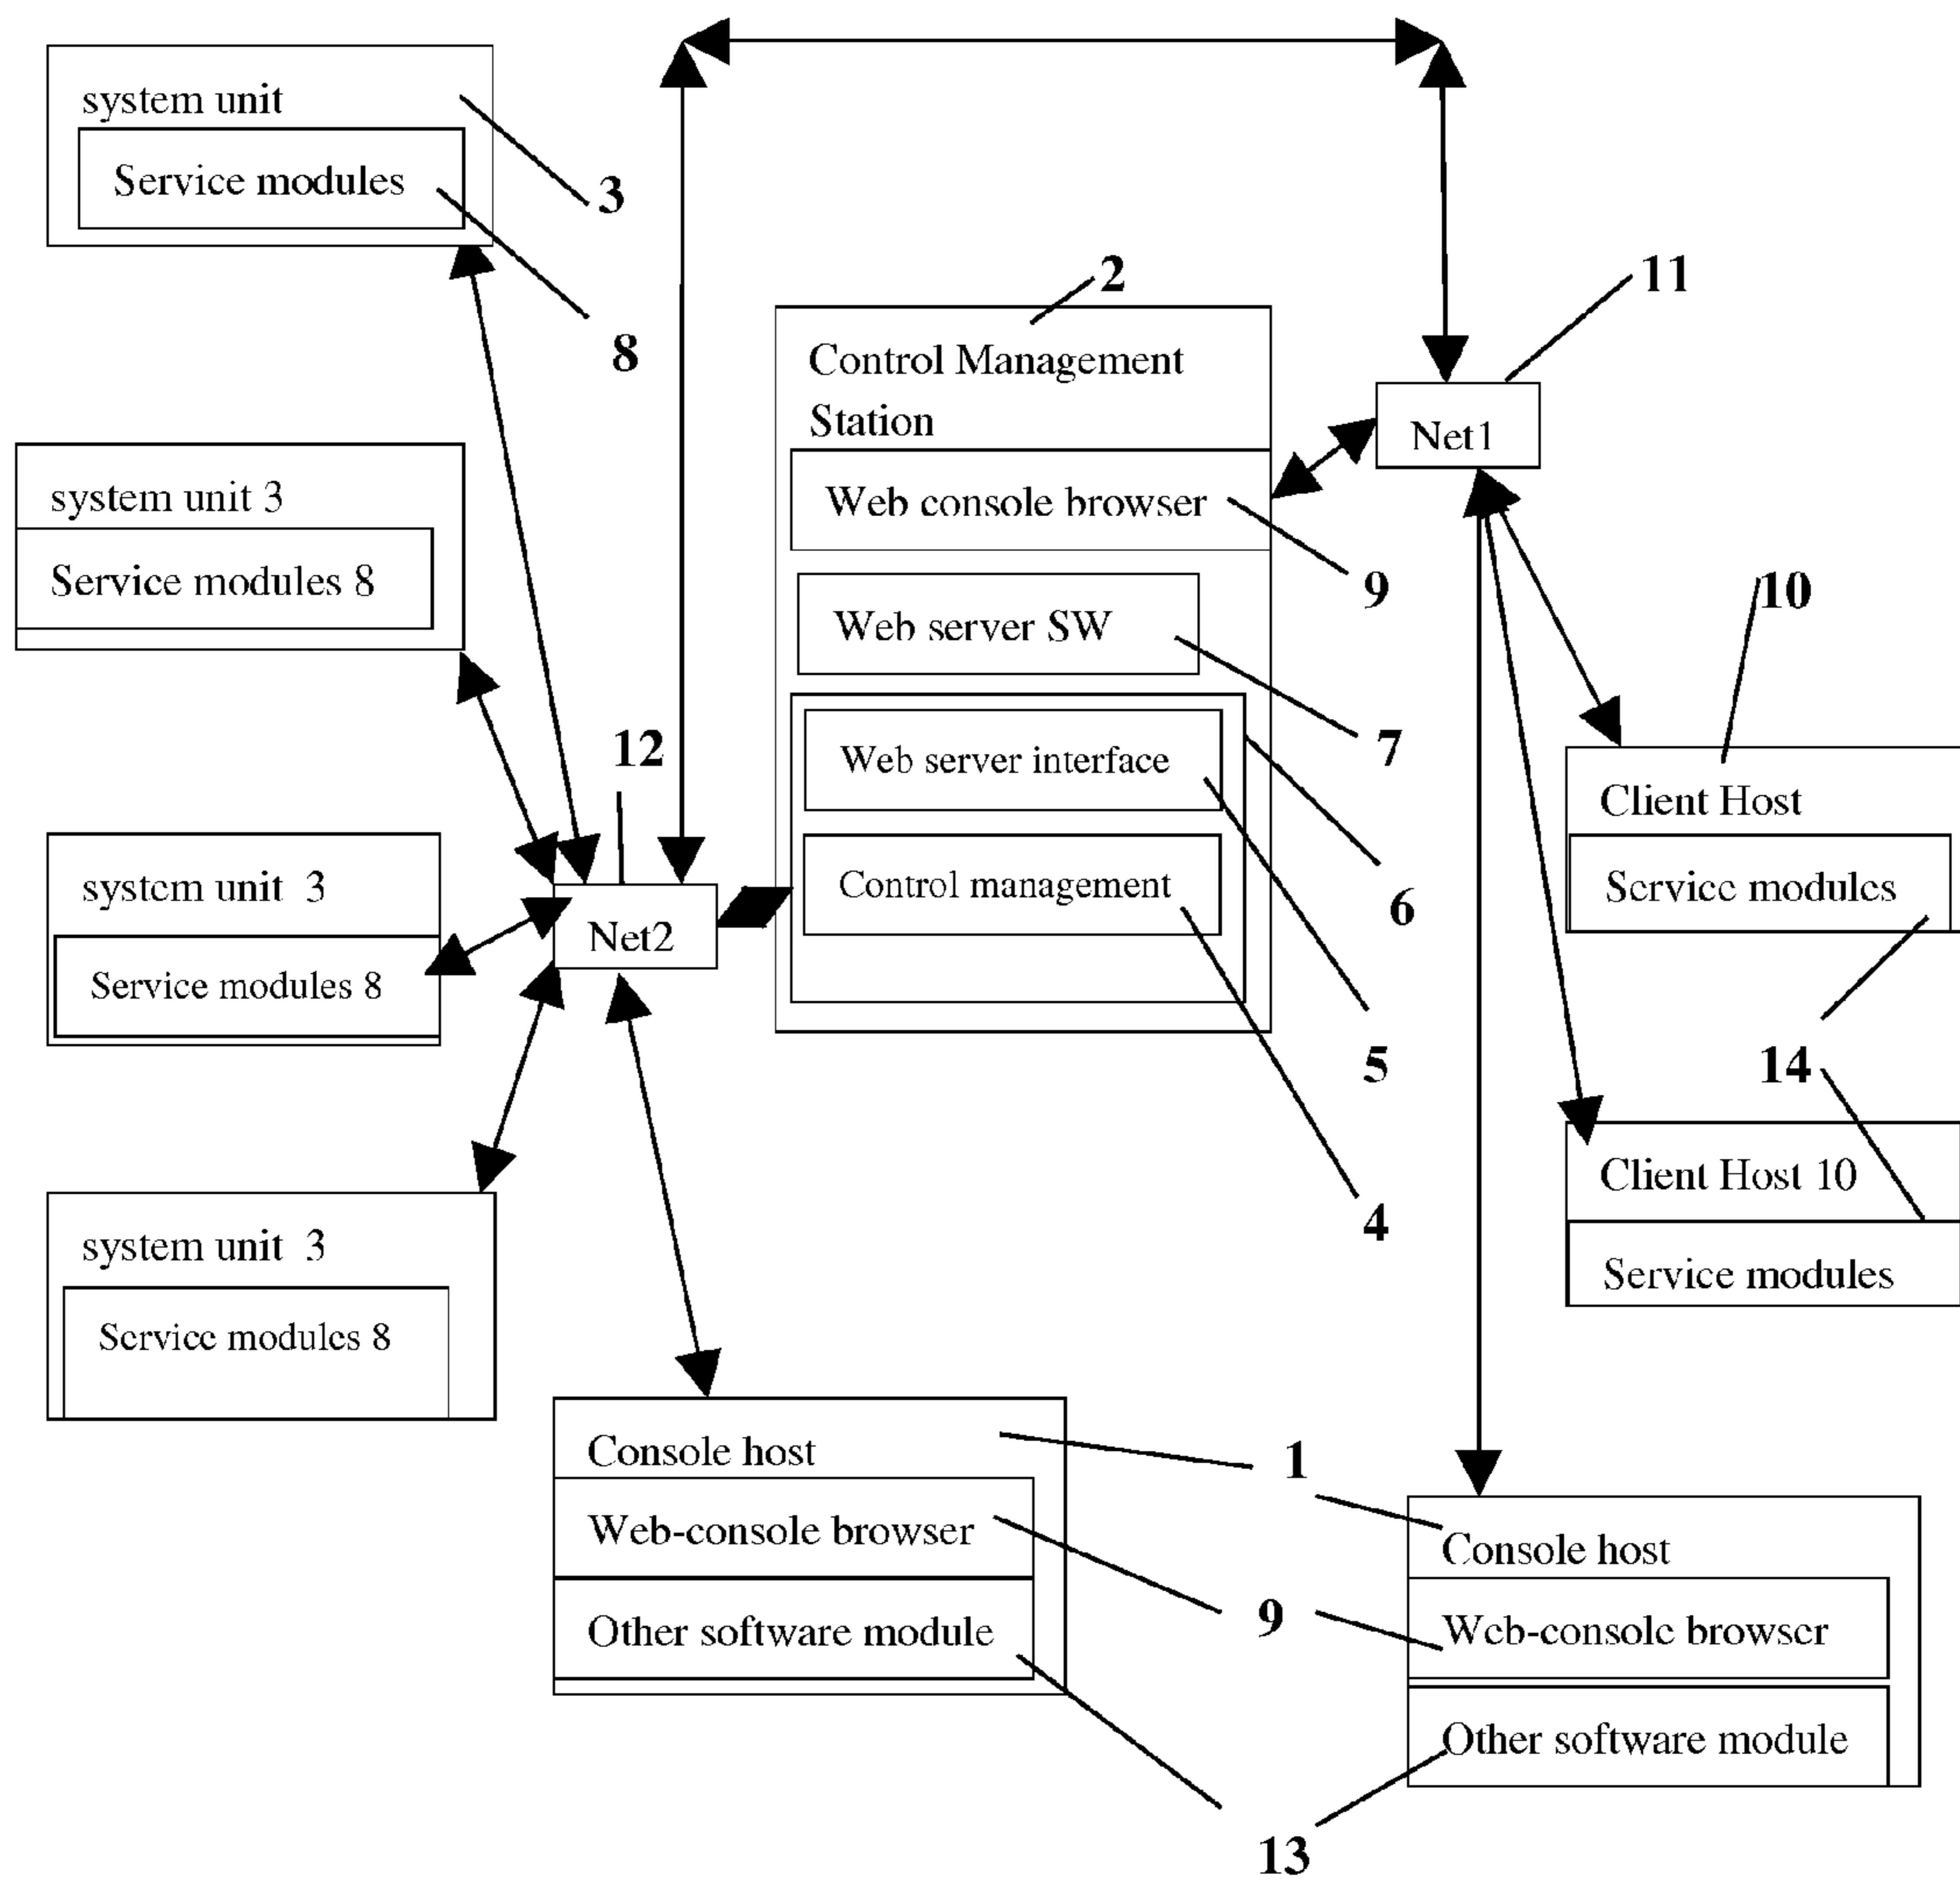 system unit
Service modules
3
8
2
11
Control Management
Station
Net1
Web console browser
9
system unit 3
Service modules 8
10
Web server SW
7
12
Web server interface
6
Client Host
Service modules
system unit 3
Service modules 8
Net2
Control management
5
14
4
Client Host 10
Service modules
system unit 3
Service modules 8
Console host
Web-console browser
Other software module
1
9
13
Console host
Web-console browser
Other software module